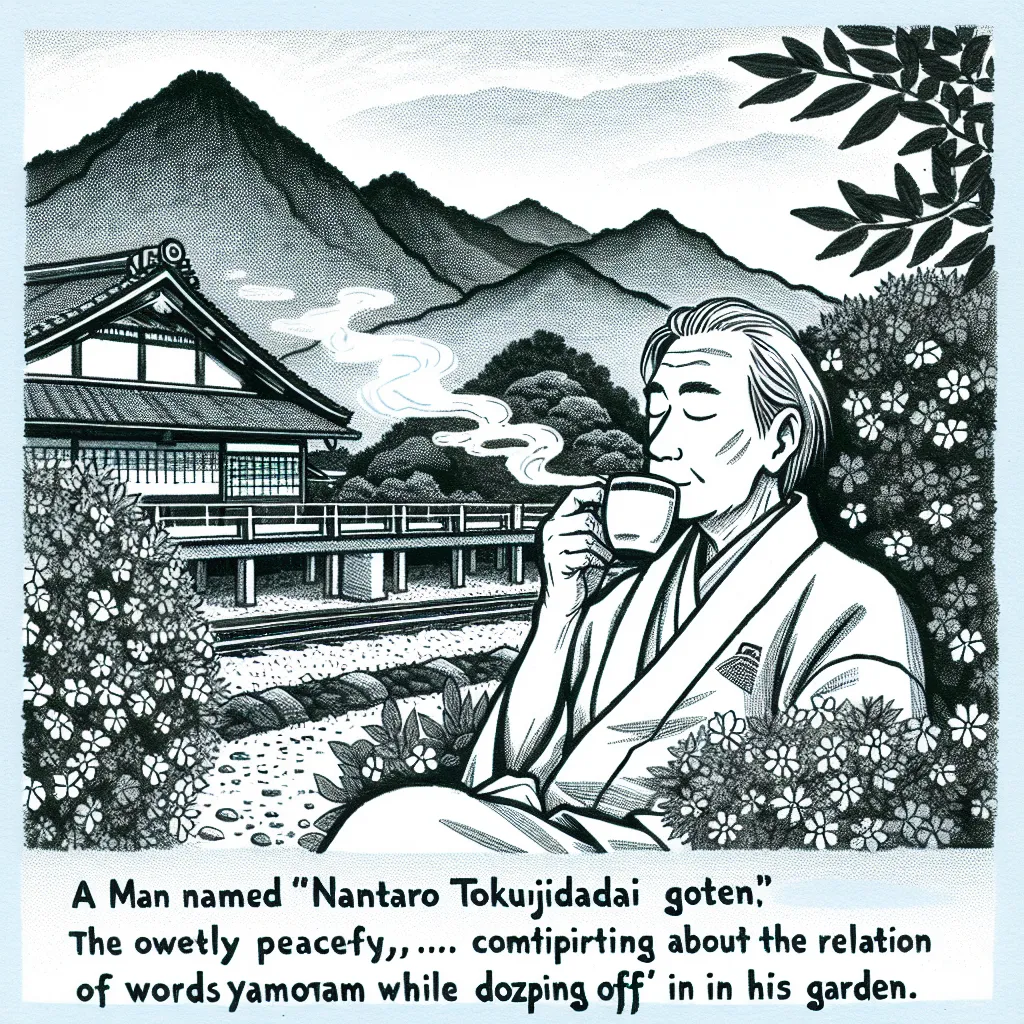 A Man named "Nantaro Tokuijidadai goten,"
The owetly peacefy,,.... comtipirting about the relation
of words yamoram while dozping off' in in his garden.